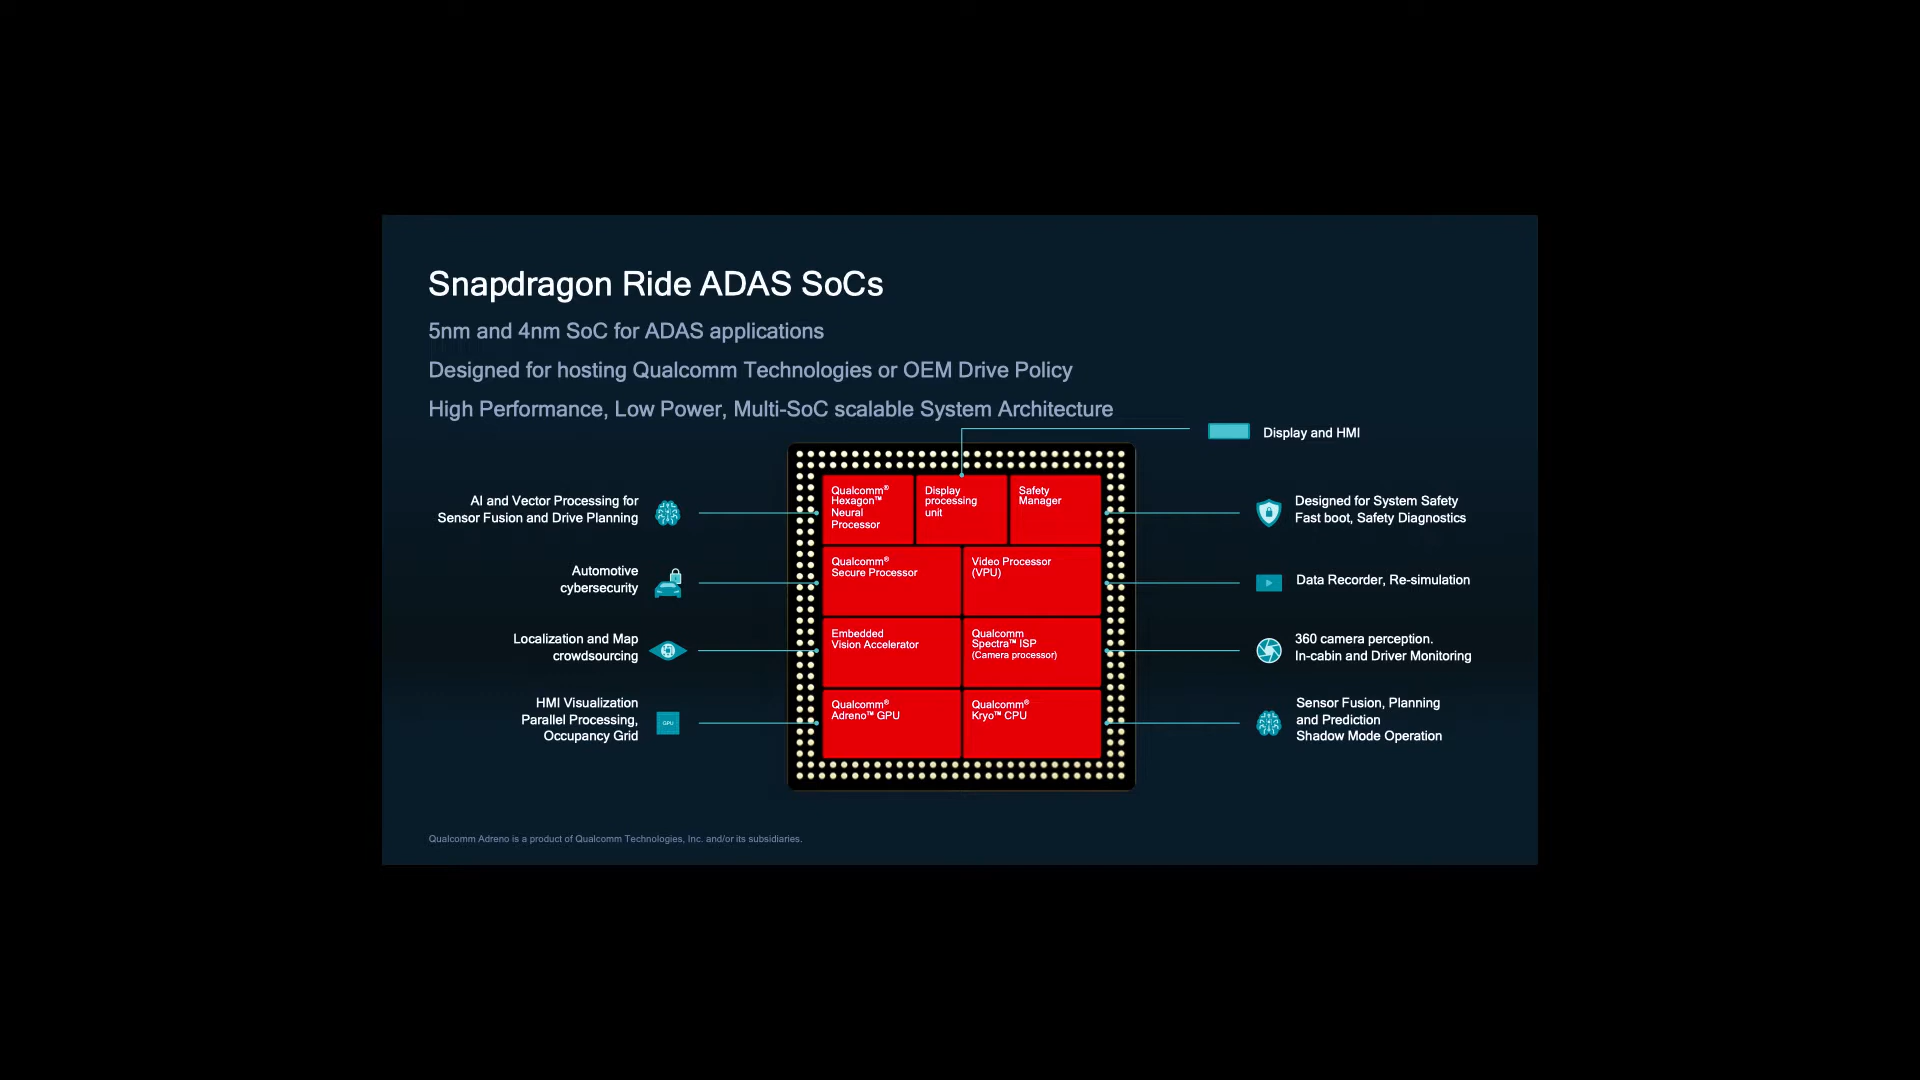 Snapdragon Ride ADAS SoCs
5nm and 4nm SoC for ADAS applications
Designed for hosting Qualcomm Technologies or OEM Drive Policy
High Performance, Low Power, Multi-SoC scalable System Architecture
Display and HMI
AI and Vector Processing for
Sensor Fusion and Drive Planning
Automotive
cybersecurity
Localization and Map
crowdsourcing
HMI Visualization
Parallel Processing,
Occupancy Grid
GPU
Qualcomm®
Hexagon™
Neural
Processor
Display
processing
unit
Safety
Manager
Qualcomm®
Secure Processor
Video Processor
(VPU)
Embedded
Vision Accelerator
Qualcomm
Spectra™ ISP
(Camera processor)
Qualcomm®
Adreno™ GPU
Qualcomm®
Kryo™ CPU
Designed for System Safety
Fast boot, Safety Diagnostics
Data Recorder, Re-simulation
360 camera perception.
In-cabin and Driver Monitoring
Sensor Fusion, Planning
and Prediction
Shadow Mode Operation
Qualcomm Adreno is a product of Qualcomm Technologies, Inc. and/or its subsidiaries.